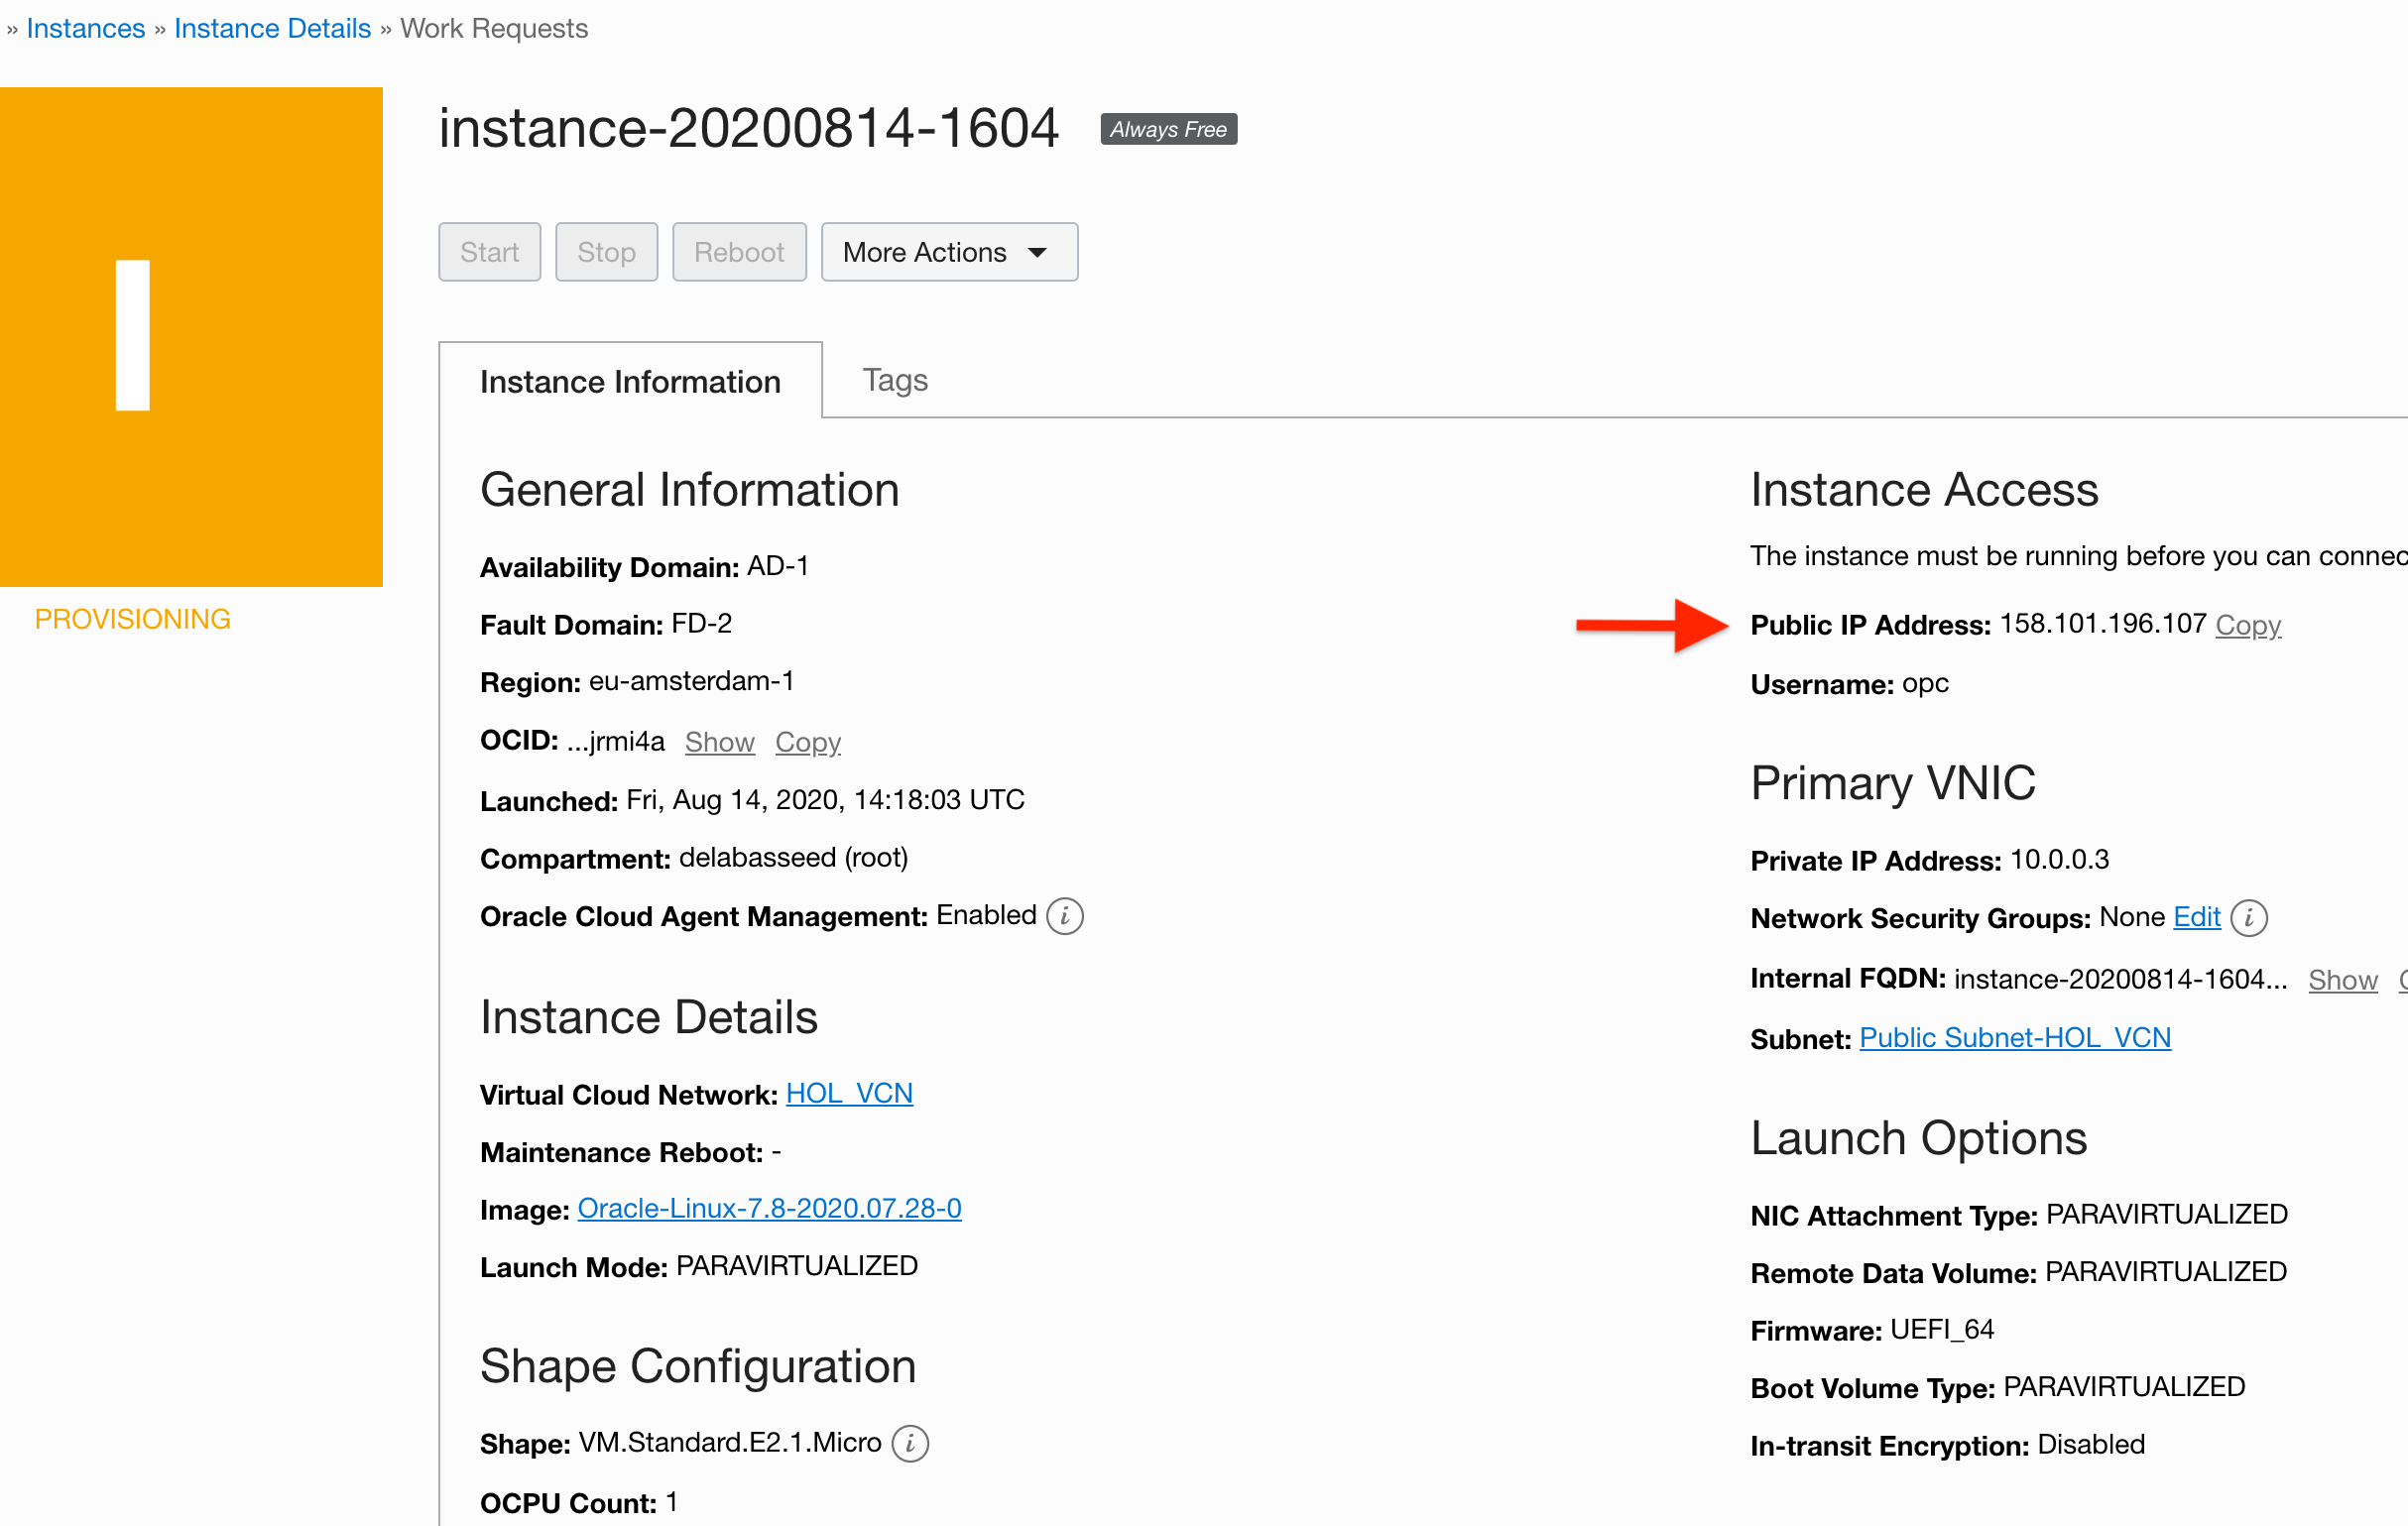 » Instances » Instance Details » Work Requests
I
PROVISIONING
instance-20200814-1604 Always Free
Start Stop Reboot More Actions
Instance Information Tags
General Information
Availability Domain: AD-1
Fault Domain: FD-2
Region: eu-amsterdam-1
OCID: ...jrmi4a Show Copy
Launched: Fri, Aug 14, 2020, 14:18:03 UTC
Compartment: delabasseed (root)
Oracle Cloud Agent Management: Enabled i
Instance Details
Virtual Cloud Network: HOL_VCN
Maintenance Reboot: -
Image: Oracle-Linux-7.8-2020.07.28-0
Launch Mode: PARAVIRTUALIZED
Shape Configuration
Shape: VM.Standard.E2.1.Micro i
OCPU Count: 1
Instance Access
The instance must be running before you can connec
Public IP Address: 158.101.196.107 Copy
Username: opc
Primary VNIC
Private IP Address: 10.0.0.3
Network Security Groups: None Edit i
Internal FQDN: instance-20200814-1604... Show
Subnet: Public Subnet-HOL_VCN
Launch Options
NIC Attachment Type: PARAVIRTUALIZED
Remote Data Volume: PARAVIRTUALIZED
Firmware: UEFI_64
Boot Volume Type: PARAVIRTUALIZED
In-transit Encryption: Disabled